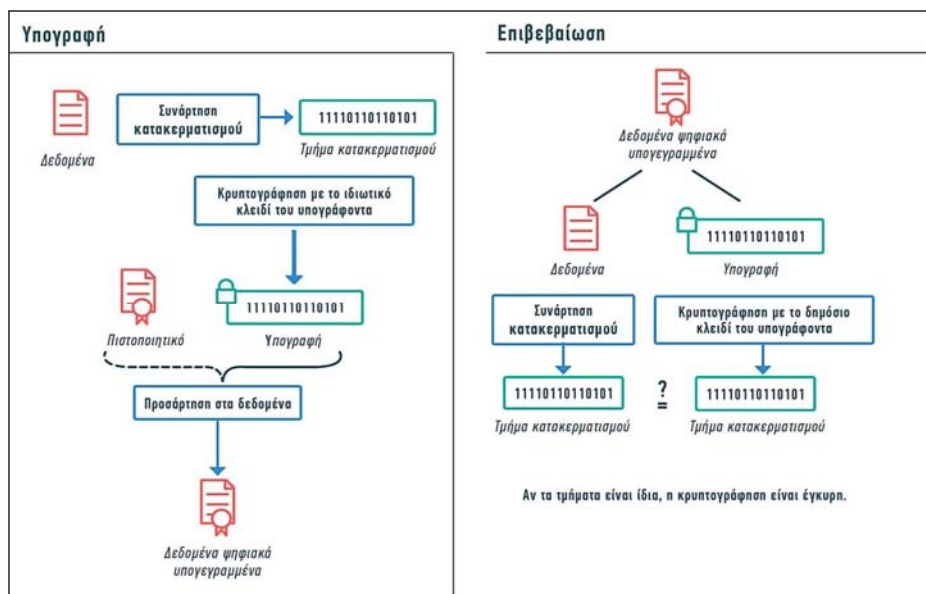 Υπογραφή
Δεδομένα
Συνάρτηση
κατακερματισμού
11110110110101
Τμήμα κατακερματισμού
Κρυπτογράφηση με το ιδιωτικό
κλειδί του υπογράφοντα
Πιστοποιητικό
11110110110101
Υπογραφή
Προσάρτηση στα δεδομένα
Δεδομένα ψηφιακά
υπογεγραμμένα
Επιβεβαίωση
Δεδομένα ψηφιακά
υπογεγραμμένα
Δεδομένα
11110110110101
Υπογραφή
Συνάρτηση
κατακερματισμού
Κρυπτογράφηση με το δημόσιο
κλειδί του υπογράφοντα
11110110110101
?
=
11110110110101
Τμήμα κατακερματισμού
Τμήμα κατακερματισμού
Αν τα τμήματα είναι ίδια, η κρυπτογράφηση είναι έγκυρη.